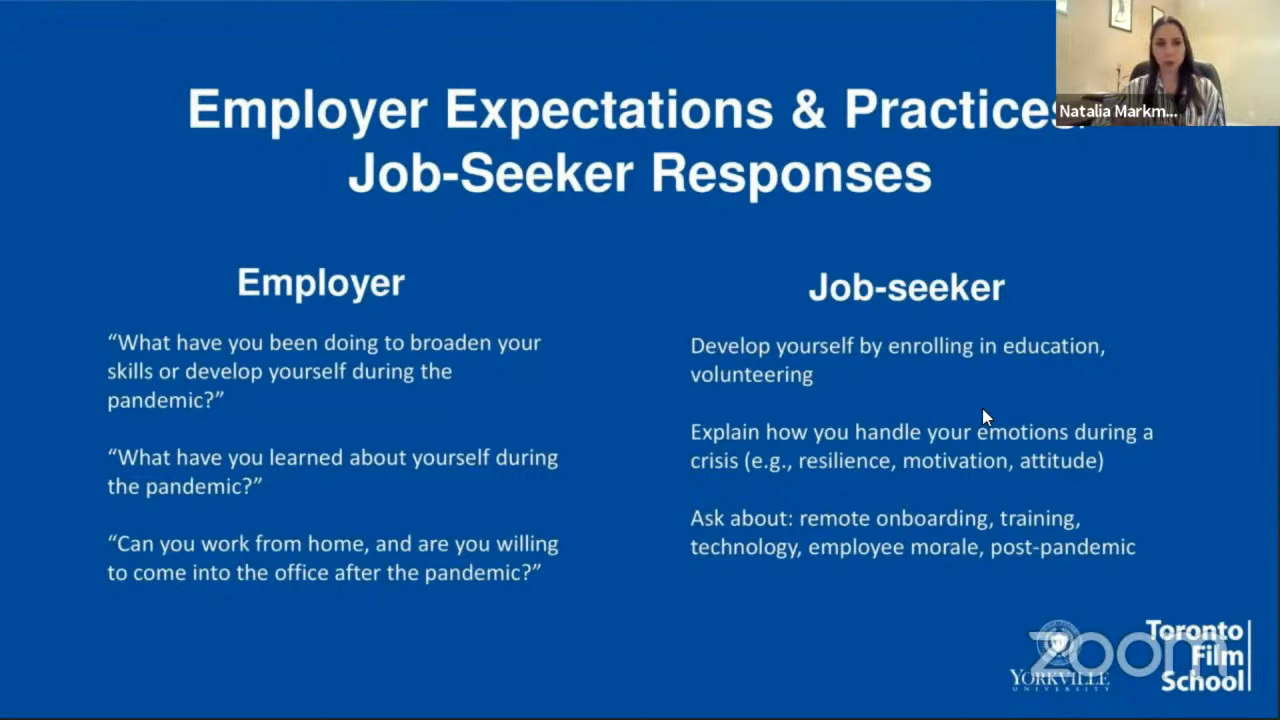 Employer Expectations & Practices
Job-Seeker Responses
Natalia Markm...
Employer
“What have you been doing to broaden your
skills or develop yourself during the
pandemic?”
“What have you learned about yourself during
the pandemic?”
“Can you work from home, and are you willing
to come into the office after the pandemic?”
Job-seeker
Develop yourself by enrolling in education,
volunteering
Explain how you handle your emotions during a
crisis (e.g., resilience, motivation, attitude)
Ask about: remote onboarding, training,
technology, employee morale, post-pandemic
zoom
YORKVILLE
UNIVERSITY
Toronto
Film
School